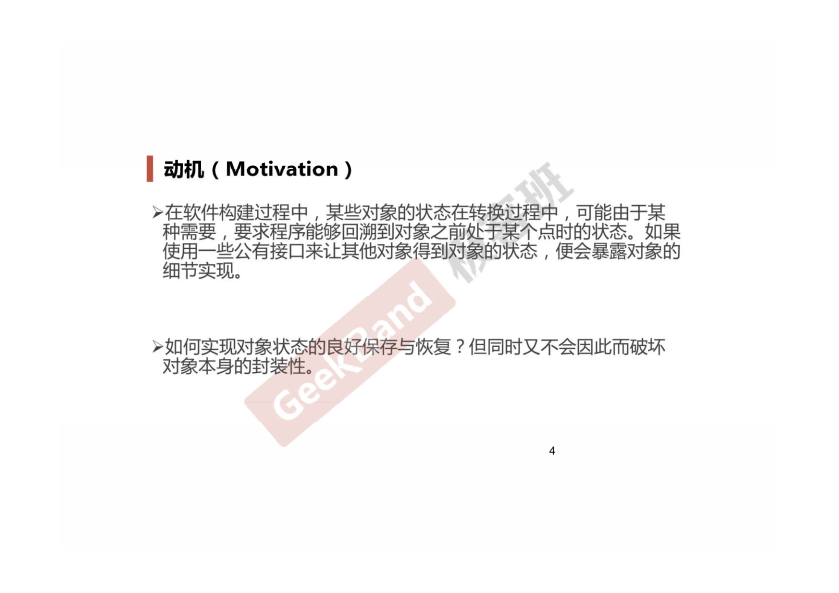 动机（Motivation）
➢在软件构建过程中，某些对象的状态在转换过程中，可能由于某
种需要，要求程序能够回溯到对象之前处于某个点时的状态。如果
使用一些公有接口来让其他对象得到对象的状态，便会暴露对象的
细节实现。
➢如何实现对象状态的良好保存与恢复？但同时又不会因此而破坏
对象本身的封装性。
GeekBand 极客班
4